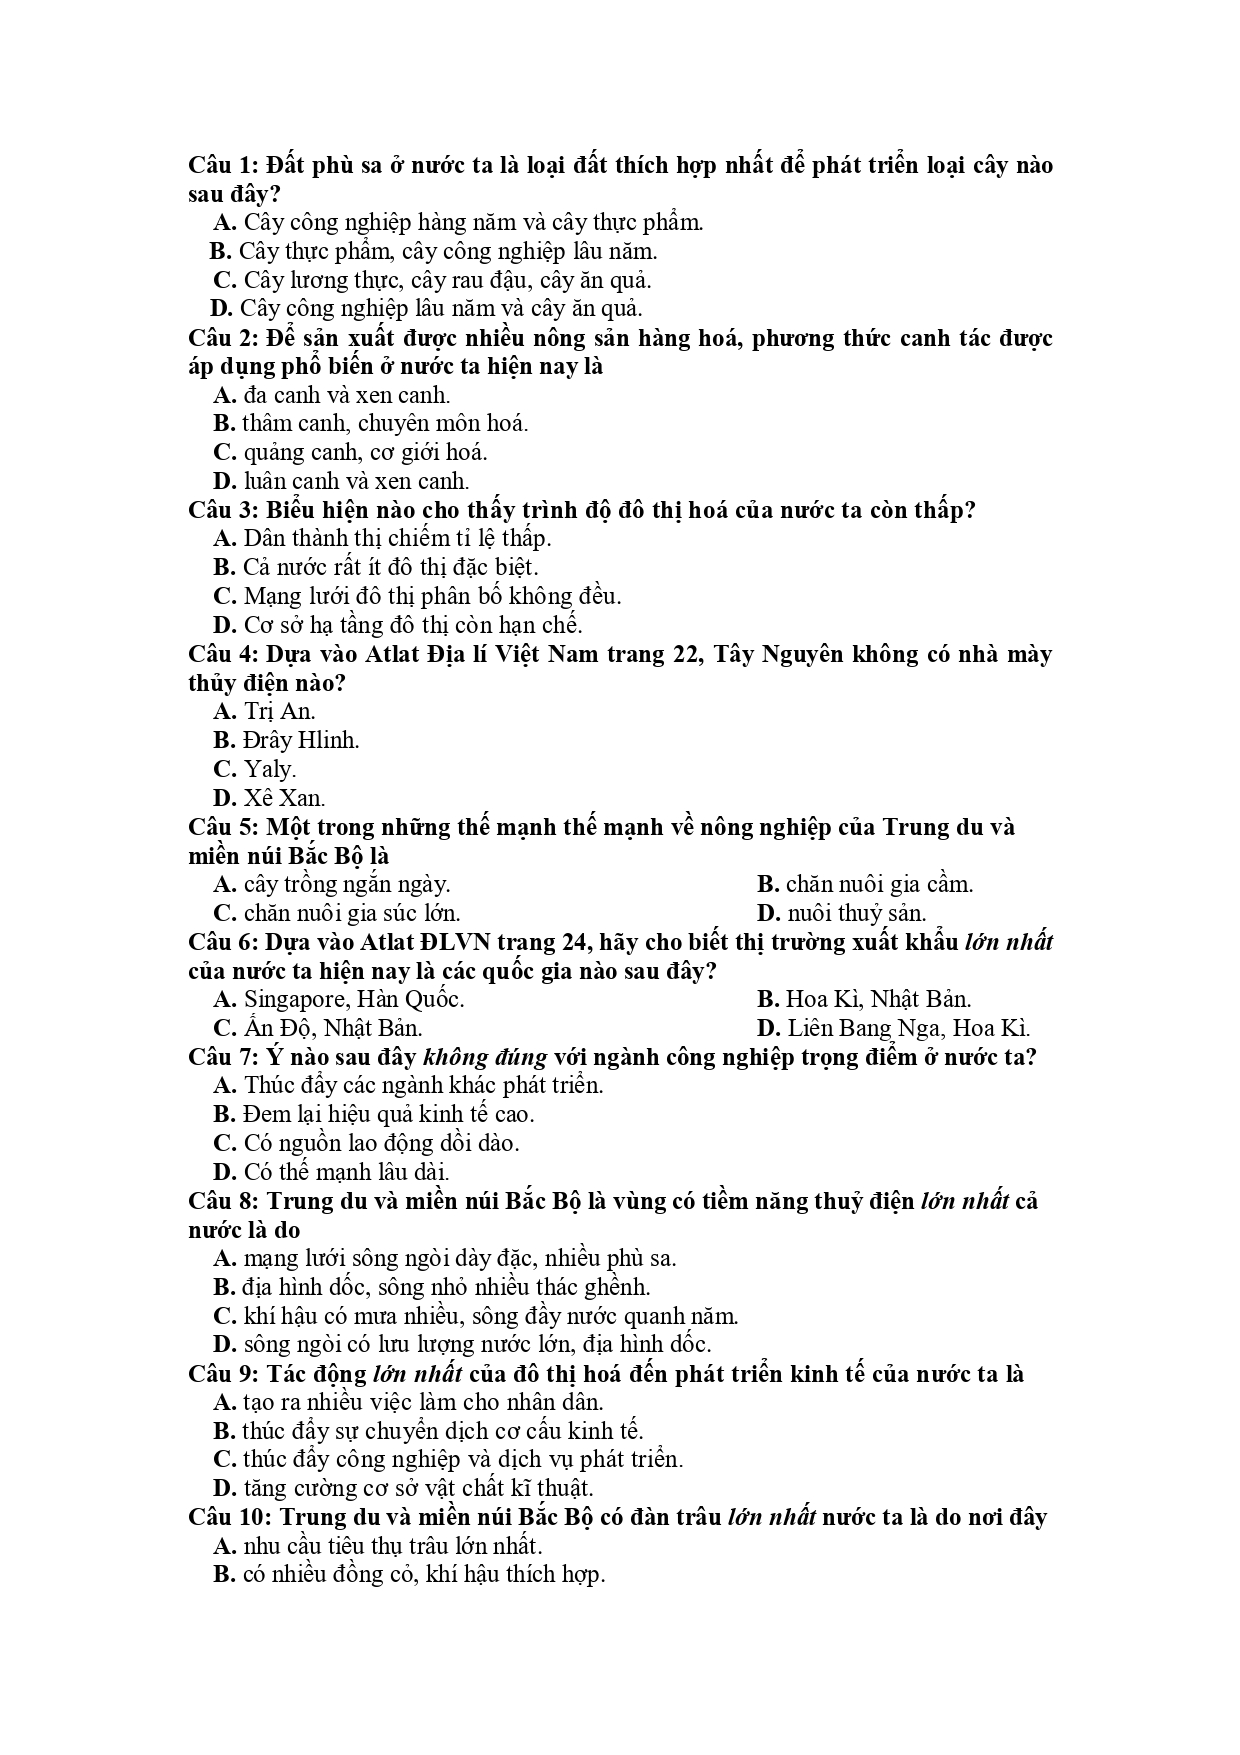 Câu 1: Đất phù sa ở nước ta là loại đất thích hợp nhất để phát triển loại cây nào
sau đây?
A. Cây công nghiệp hàng năm và cây thực phẩm.
B. Cây thực phẩm, cây công nghiệp lâu năm.
C. Cây lương thực, cây rau đậu, cây ăn quả.
D. Cây công nghiệp lâu năm và cây ăn quả.
Câu 2: Để sản xuất được nhiều nông sản hàng hoá, phương thức canh tác được
áp dụng phổ biến ở nước ta hiện nay là
A. đa canh và xen canh.
B. thâm canh, chuyên môn hoá.
C. quảng canh, cơ giới hoá.
D. luân canh và xen canh.
Câu 3: Biểu hiện nào cho thấy trình độ đô thị hoá của nước ta còn thấp?
A. Dân thành thị chiếm tỉ lệ thấp.
B. Cả nước rất ít đô thị đặc biệt.
C. Mạng lưới đô thị phân bố không đều.
D. Cơ sở hạ tầng đô thị còn hạn chế.
Câu 4: Dựa vào Atlat Địa lí Việt Nam trang 22, Tây Nguyên không có nhà mày
thủy điện nào?
A. Trị An.
B. Đrây Hlinh.
C. Yaly.
D. Xê Xan.
Câu 5: Một trong những thế mạnh thế mạnh về nông nghiệp của Trung du và
miền núi Bắc Bộ là
A. cây trồng ngắn ngày. B. chăn nuôi gia cầm.
C. chăn nuôi gia súc lớn. D. nuôi thuỷ sản.
Câu 6: Dựa vào Atlat ĐLVN trang 24, hãy cho biết thị trường xuất khẩu lớn nhất
của nước ta hiện nay là các quốc gia nào sau đây?
A. Singapore, Hàn Quốc. B. Hoa Kì, Nhật Bản.
C. Ấn Độ, Nhật Bản. D. Liên Bang Nga, Hoa Kì.
Câu 7: Ý nào sau đây không đúng với ngành công nghiệp trọng điểm ở nước ta?
A. Thúc đẩy các ngành khác phát triển.
B. Đem lại hiệu quả kinh tế cao.
C. Có nguồn lao động dồi dào.
D. Có thế mạnh lâu dài.
Câu 8: Trung du và miền núi Bắc Bộ là vùng có tiềm năng thuỷ điện lớn nhất cả
nước là do
A. mạng lưới sông ngòi dày đặc, nhiều phù sa.
B. địa hình dốc, sông nhỏ nhiều thác ghềnh.
C. khí hậu có mưa nhiều, sông đầy nước quanh năm.
D. sông ngòi có lưu lượng nước lớn, địa hình dốc.
Câu 9: Tác động lớn nhất của đô thị hoá đến phát triển kinh tế của nước ta là
A. tạo ra nhiều việc làm cho nhân dân.
B. thúc đẩy sự chuyển dịch cơ cấu kinh tế.
C. thúc đẩy công nghiệp và dịch vụ phát triển.
D. tăng cường cơ sở vật chất kĩ thuật.
Câu 10: Trung du và miền núi Bắc Bộ có đàn trâu lớn nhất nước ta là do nơi đây
A. nhu cầu tiêu thụ trâu lớn nhất.
B. có nhiều đồng cỏ, khí hậu thích hợp.